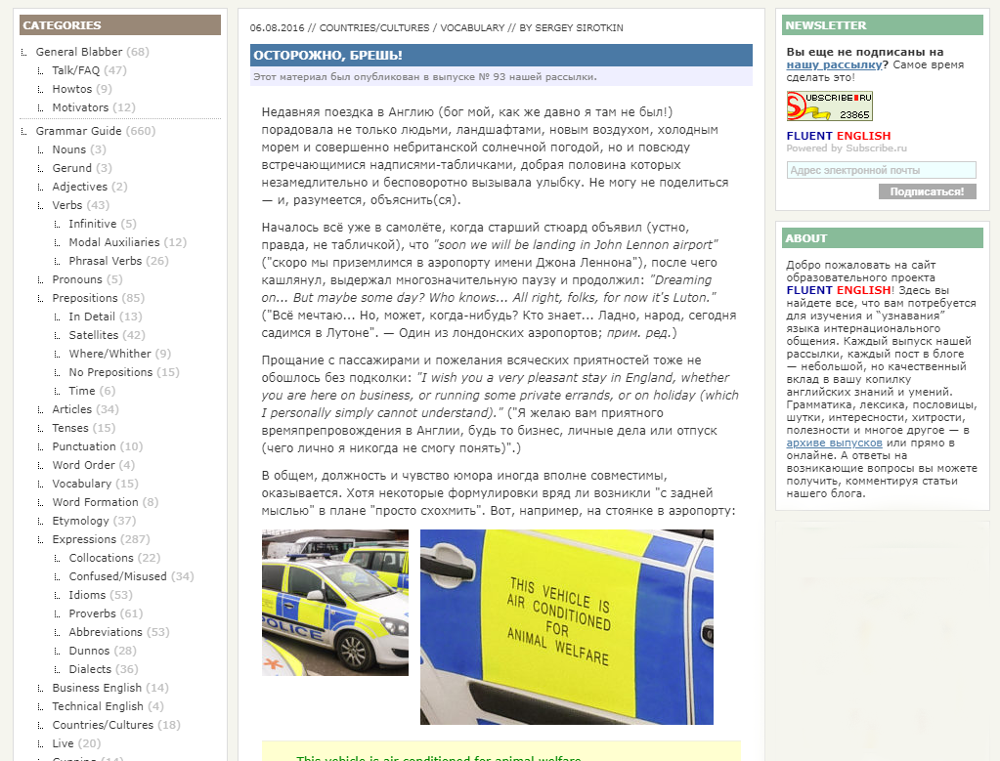 CATEGORIES
General Blabber (68)
Talk/FAQ (47)
Howtos (9)
Motivators (12)
Grammar Guide (660)
Nouns (3)
Gerund (3)
Adjectives (2)
Verbs (43)
Infinitive (5)
Modal Auxiliaries (12)
Phrasal Verbs (26)
Pronouns (5)
Prepositions (85)
In Detail (13)
Satellites (42)
Where/Whither (9)
No Prepositions (15)
Time (6)
Articles (34)
Tenses (15)
Punctuation (10)
Word Order (4)
Vocabulary (15)
Word Formation (8)
Etymology (37)
Expressions (287)
Collocations (22)
Confused/Misused (34)
Idioms (53)
Proverbs (61)
Abbreviations (53)
Dunnos (28)
Dialects (36)
Business English (14)
Technical English (4)
Countries/Cultures (18)
Live (20)
06.08.2016 // COUNTRIES/CULTURES / VOCABULARY // BY SERGEY SIROTKIN
ОСТОРОЖНО, БРЕШЬ!
Этот материал был опубликован в выпуске № 93 нашей рассылки.
Недавняя поездка в Англию (бог мой, как же давно я там не был!)
порадовала не только людьми, ландшафтами, новым воздухом, холодным
морем и совершенно небританской солнечной погодой, но и повсюду
встречающимися надписями-табличками, добрая половина которых
незамедлительно и бесповоротно вызывала улыбку. Не могу не поделиться
— и, разумеется, объяснить(ся).
Началось всё уже в самолёте, когда старший стюард объявил (устно,
правда, не табличкой), что "soon we will be landing in John Lennon airport"
("скоро мы приземлимся в аэропорту имени Джона Леннона"), после чего
кашлянул, выдержал многозначительную паузу и продолжил: "Dreaming
on... But maybe some day? Who knows... All right, folks, for now it's Luton."
("Всё мечтаю... Но, может, когда-нибудь? Кто знает... Ладно, народ, сегодня
садимся в Лутоне". — Один из лондонских аэропортов; прим. ред.)
Прощание с пассажирами и пожелания всяческих приятностей тоже не
обошлось без подколки: "I wish you a very pleasant stay in England, whether
you are here on business, or running some private errands, or on holiday (which
I personally simply cannot understand)." ("Я желаю вам приятного
времяпрепровождения в Англии, будь то бизнес, личные дела или отпуск
(чего лично я никогда не смогу понять)".)
В общем, должность и чувство юмора иногда вполне совместимы,
оказывается. Хотя некоторые формулировки вряд ли возникли "с задней
мыслью" в плане "просто схохмить". Вот, например, на стоянке в аэропорту:
POLICE
THIS VEHICLE IS
AIR CONDITIONED
FOR
ANIMAL WELFARE
This vehicle is air conditioned for animal welfare
NEWSLETTER
Вы еще не подписаны на
нашу рассылку? Самое время
сделать это!
SUBSCRIBE.RU
23865
FLUENT ENGLISH
Powered by Subscribe.ru
Адрес электронной почты
Подписаться!
ABOUT
Добро пожаловать на сайт
образовательного проекта
FLUENT ENGLISH! Здесь вы
найдете все, что вам потребуется
для изучения и “узнавания”
языка интернационального
общения. Каждый выпуск нашей
рассылки, каждый пост в блоге
— небольшой, но качественный
вклад в вашу копилку
английских знаний и умений.
Грамматика, лексика, пословицы,
шутки, интересности, хитрости,
полезности и многое другое — в
архиве выпусков или прямо в
онлайне. А ответы на
возникающие вопросы вы можете
получить, комментируя статьи
нашего блога.